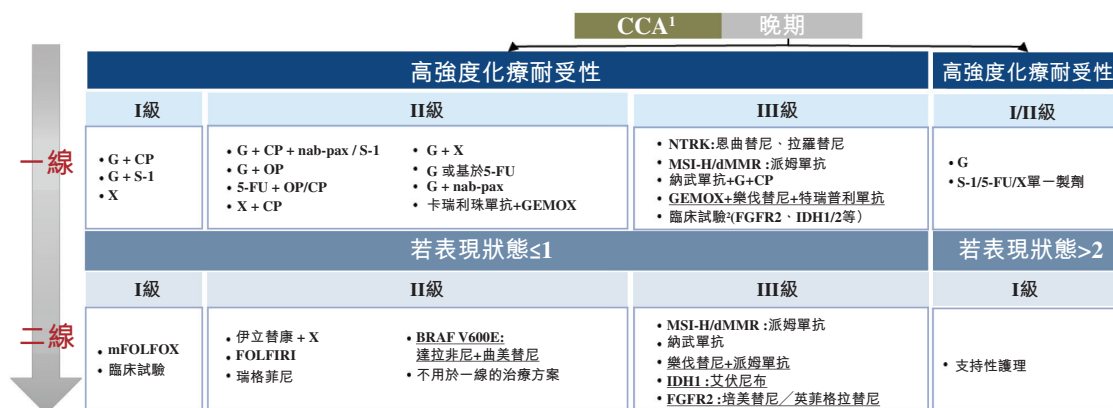 CCA¹ 晚期
高強度化療耐受性 高強度化療耐受性
I級 II級 III級 I/II級
一線
• G + CP
• G + S-1
• X
• G + CP + nab-pax / S-1
• G + OP
• 5-FU + OP/CP
• X + CP
• G + X
• G 或基於5-FU
• G + nab-pax
• 卡瑞利珠單抗+GEMOX
• NTRK:恩曲替尼、拉羅替尼
• MSI-H/dMMR :派姆單抗
納武單抗+G+CP
• GEMOX+樂伐替尼+特瑞普利單抗
• 臨床試驗²(FGFR2、IDH1/2等)
• G
• S-1/5-FU/X單一製劑
若表現狀態≤1 若表現狀態>2
I級 II級 III級 I級
二線
• mFOLFOX
• 臨床試驗
• 伊立替康 + X
• FOLFIRI
• 瑞格菲尼
• BRAF V600E:
達拉非尼+曲美替尼
• 不用於一線的治療方案
• MSI-H/dMMR :派姆單抗
• 納武單抗
• 樂伐替尼+派姆單抗
• IDH1 :艾伏尼布
• FGFR2 :培美替尼／英菲格拉替尼
• 支持性護理